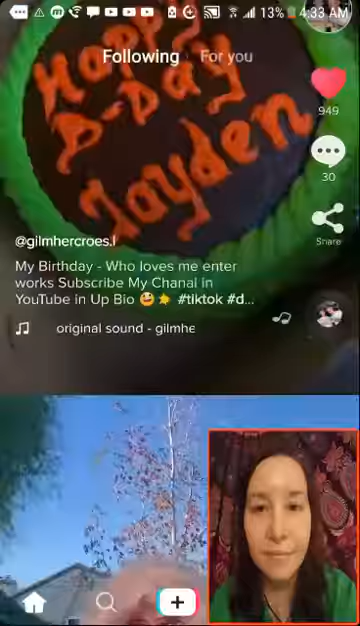 13% 4:33 AM
Following For you
Happy
B-Day
Jayden
949
30
Share
@gilmhercroes.l
My Birthday - Who loves me enter
works Subscribe My Chanal in
YouTube in Up Bio 🤪 💥 #tiktok #d...
original sound - gilmhe